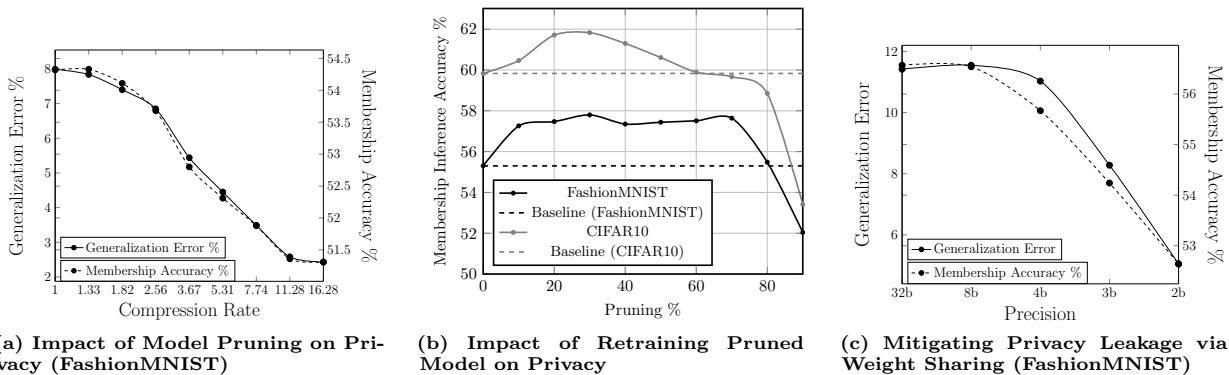 8
7
6
5
4
3
2
Generalization Error %
54.5
54
53.5
53
52.5
52
51.5
Membership Accuracy %
Generalization Error %
Membership Accuracy %
1 1.33 1.82 2.56 3.67 5.31 7.74 11.28 16.28
Compression Rate
(a) Impact of Model Pruning on Pri-
vacy (FashionMNIST)
62
60
58
56
54
52
50
Membership Inference Accuracy %
FashionMNIST
Baseline (FashionMNIST)
CIFAR10
Baseline (CIFAR10)
0 20 40 60 80
Pruning %
(b) Impact of Retraining Pruned
Model on Privacy
12
10
8
6
Generalization Error
56
54
53
Membership Accuracy %
Generalization Error
Membership Accuracy %
32b 8b 4b 3b 2b
Precision
(c) Mitigating Privacy Leakage via
Weight Sharing (FashionMNIST)